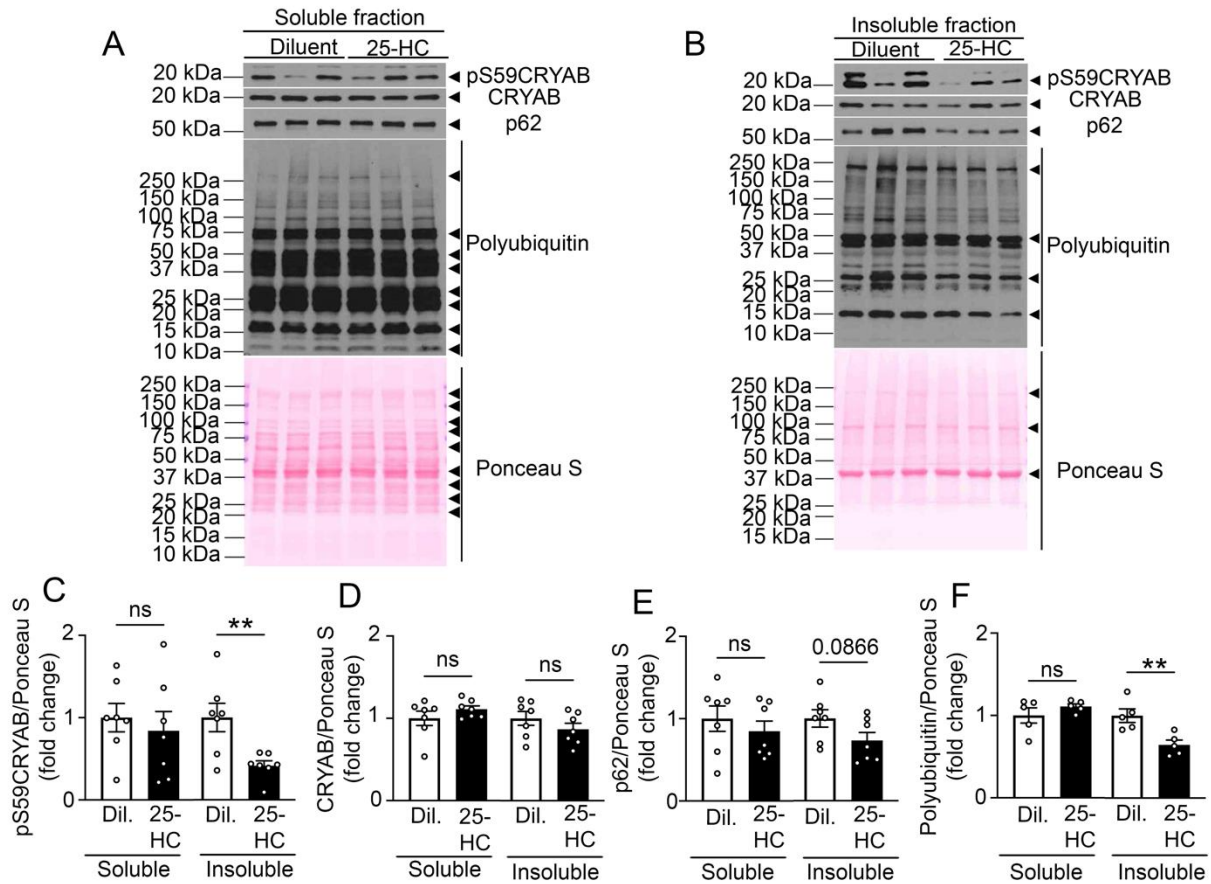 A
Soluble fraction
Diluent 25-HC
20 kDa pS59CRYAB
20 kDa CRYAB
50 kDa p62
250 kDa
150 kDa
100 kDa
75 kDa
50 kDa
37 kDa
25 kDa
20 kDa
15 kDa
10 kDa
Polyubiquitin
250 kDa
150 kDa
100 kDa
75 kDa
50 kDa
37 kDa
25 kDa
20 kDa
15 kDa
10 kDa
Ponceau S
B
Insoluble fraction
Diluent 25-HC
20 kDa pS59CRYAB
20 kDa CRYAB
50 kDa p62
250 kDa
150 kDa
100 kDa
75 kDa
50 kDa
37 kDa
25 kDa
20 kDa
15 kDa
10 kDa
Polyubiquitin
250 kDa
150 kDa
100 kDa
75 kDa
50 kDa
37 kDa
25 kDa
20 kDa
15 kDa
10 kDa
Ponceau S
C
pS59CRYAB/Ponceau S
(fold change)
2
1
0
ns
**
Dil. 25-HC Dil. 25-HC
Soluble Insoluble
D
CRYAB/Ponceau S
(fold change)
2
1
0
ns
ns
Dil. 25-HC Dil. 25-HC
Soluble Insoluble
E
p62/Ponceau S
(fold change)
2
1
0
ns
0.0866
Dil. 25-HC Dil. 25-HC
Soluble Insoluble
F
Polyubiquitin/Ponceau S
(fold change)
2
1
0
ns
**
Dil. 25-HC Dil. 25-HC
Soluble Insoluble